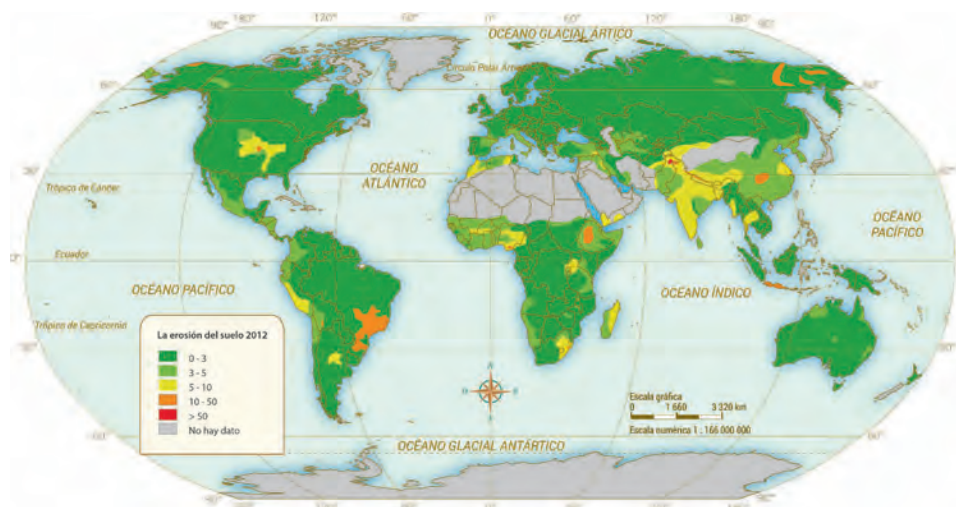 180° 120° 60° 0° 60° 120° 180°
OCÉANO GLACIAL ÁRTICO
Círculo Polar Ártico
OCÉANO
ATLÁNTICO
Trópico de Cáncer
OCÉANO
PACÍFICO
Ecuador
OCÉANO PACÍFICO
OCÉANO ÍNDICO
Trópico de Capricornio
La erosión del suelo 2012
0 - 3
3 - 5
5 - 10
10 - 50
> 50
No hay dato
Escala gráfica
0 1 660 3 320 km
Escala numérica 1 : 166 000 000
OCÉANO GLACIAL ANTÁRTICO